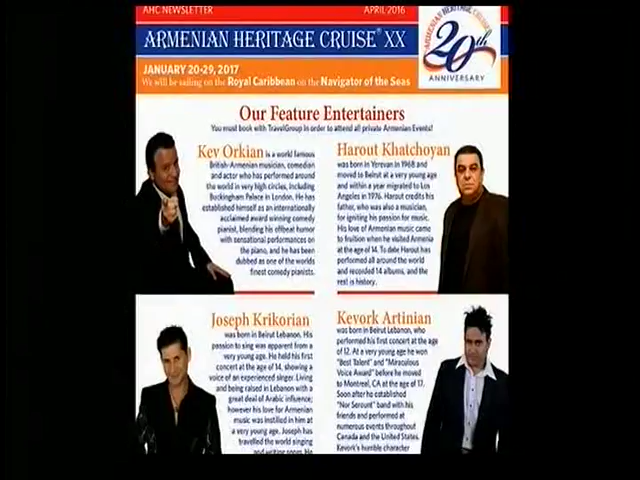 AHC NEWSLETTER
APRIL 2016
ARMENIAN HERITAGE CRUISE® XX
ARMENIAN HERITAGE CRUISE
20th
ANNIVERSARY
JANUARY 20-29, 2017
We will be sailing on the Royal Caribbean on the Navigator of the Seas
Our Feature Entertainers
You must book with TravelGroup in order to attend all private Armenian Events!
Kev Orkian is a world famous
British-Armenian musician, comedian
and actor who has performed around
the world in very high circles, including
Buckingham Palace in London. He has
established himself as an internationally
acclaimed award winning comedy
pianist, blending his offbeat humor
with sensational performances on
the piano, and he has been
dubbed as one of the worlds
finest comedy pianists.
Harout Khatchoyan
was born in Yerevan in 1968 and
moved to Beirut at a very young age
and within a year migrated to Los
Angeles in 1976. Harout credits his
father, who was also a musician,
for igniting his passion for music.
His love of Armenian music came
to fruition when he visited Armenia
at the age of 14. To date Harout has
performed all around the world
and recorded 14 albums, and the
rest is history.
Joseph Krikorian
was born in Beirut Lebanon. His
passion to sing was apparent from a
very young age. He held his first
concert at the age of 14, showing a
voice of an experienced singer. Living
and being raised in Lebanon with a
great deal of Arabic influence;
however his love for Armenian
music was instilled in him at
a very young age. Joseph has
travelled the world singing
and writing poem. He
Kevork Artinian
was born in Beirut Lebanon, who
performed his first concert at the age
of 12. At a very young age he won
"Best Talent" and "Miraculous
Voice Award" before he moved
to Montreal, CA at the age of 17.
Soon after he established
"Nor Serount" band with his
friends and performed at
numerous events throughout
Canada and the United States.
Kevork's humble character